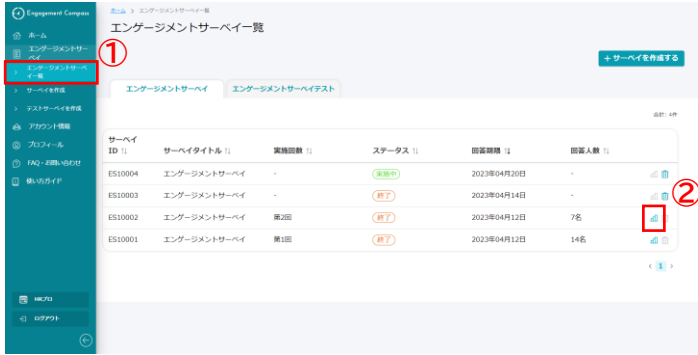 Engagement Compass
ホーム
エンゲージメントサーベイ
エンゲージメントサーベイ一覧
サーベイを作成
テストサーベイを作成
アカウント情報
プロフィール
FAQ・お問い合わせ
使い方ガイド
HRプロ
ログアウト
①
ホーム > エンゲージメントサーベイ一覧
エンゲージメントサーベイ一覧
+ サーベイを作成する
エンゲージメントサーベイ エンゲージメントサーベイテスト
合計: 4件
サーベイID サーベイタイトル 実施回数 ステータス 回答期限 回答人数
ES10004 エンゲージメントサーベイ - 実施中 2023年04月20日 -
ES10003 エンゲージメントサーベイ - 終了 2023年04月14日 -
②
ES10002 エンゲージメントサーベイ 第2回 終了 2023年04月12日 7名
ES10001 エンゲージメントサーベイ 第1回 終了 2023年04月12日 14名
‹ 1 ›